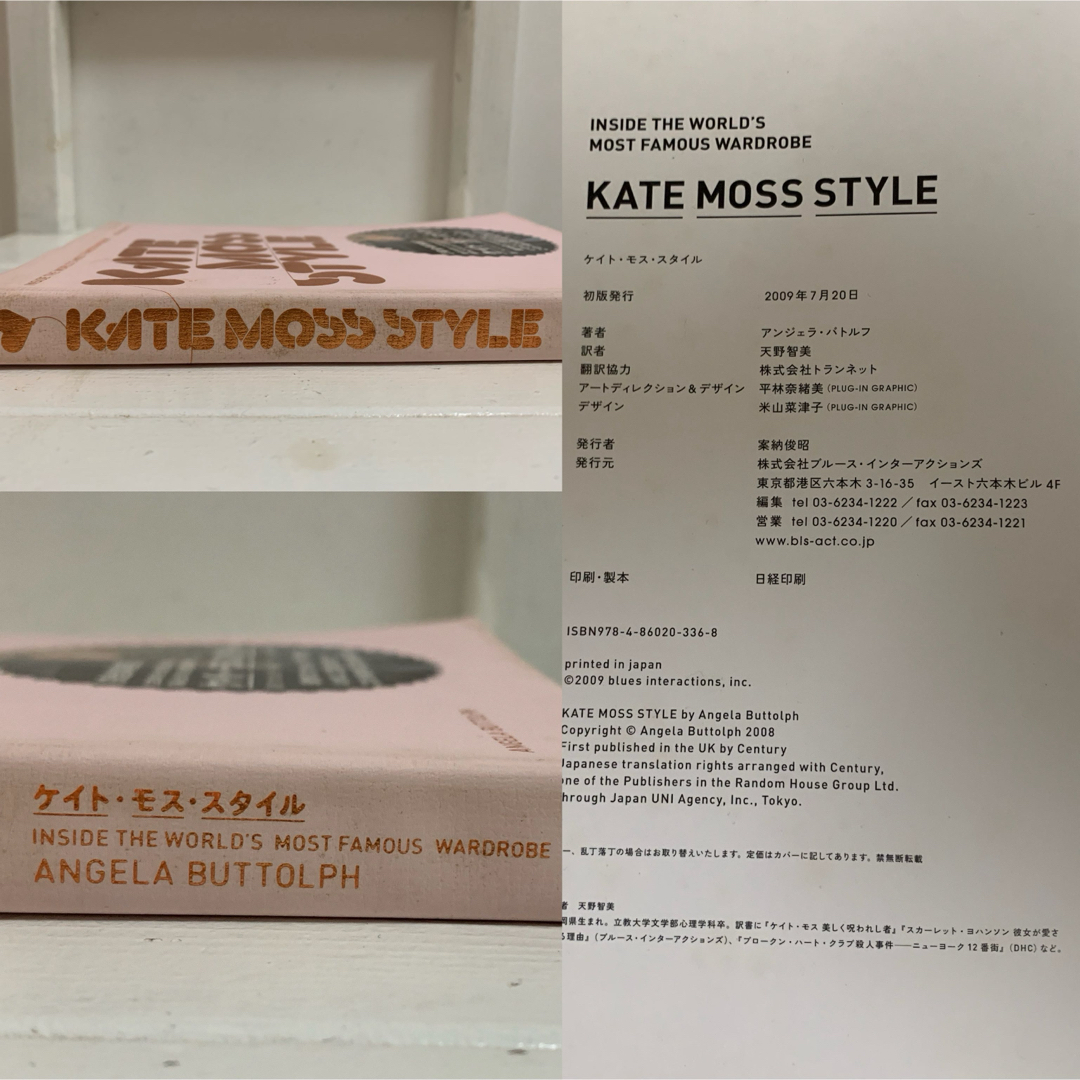 KATE
MOSS
STYLE
KATE MOSS STYLE
ケイト・モス・スタイル
INSIDE THE WORLD'S MOST FAMOUS WARDROBE
ANGELA BUTTOLPH
INSIDE THE WORLD'S
MOST FAMOUS WARDROBE
KATE MOSS STYLE
ケイト・モス・スタイル
初版発行 2009年7月20日
著者 アンジェラ・バトルフ
訳者 天野智美
翻訳協力 株式会社トランネット
アートディレクション&デザイン 平林奈緒美 (PLUG-IN GRAPHIC)
デザイン 米山菜津子 (PLUG-IN GRAPHIC)
発行者 案納俊昭
発行元 株式会社ブルース・インターアクションズ
東京都港区六本木 3-16-35 イースト六本木ビル 4F
編集 tel 03-6234-1222 / fax 03-6234-1223
営業 tel 03-6234-1220 / fax 03-6234-1221
www.bls-act.co.jp
印刷・製本 日経印刷
ISBN978-4-86020-336-8
printed in japan
©2009 blues interactions, inc.
KATE MOSS STYLE by Angela Buttolph
Copyright © Angela Buttolph 2008
First published in the UK by Century
Japanese translation rights arranged with Century,
one of the Publishers in the Random House Group Ltd.
hrough Japan UNI Agency, Inc., Tokyo.
一、乱丁落丁の場合はお取り替えいたします。定価はカバーに記してあります。禁無断転載
者 天野智美
岡県生まれ。立教大学文学部心理学科卒。訳書に『ケイト・モス 美しく呪われし者』『スカーレット・ヨハンソン 彼女が愛さ
る理由』(ブルース・インターアクションズ)、『ブロークン・ハート・クラブ殺人事件――ニューヨーク12番街』(DHC)など。